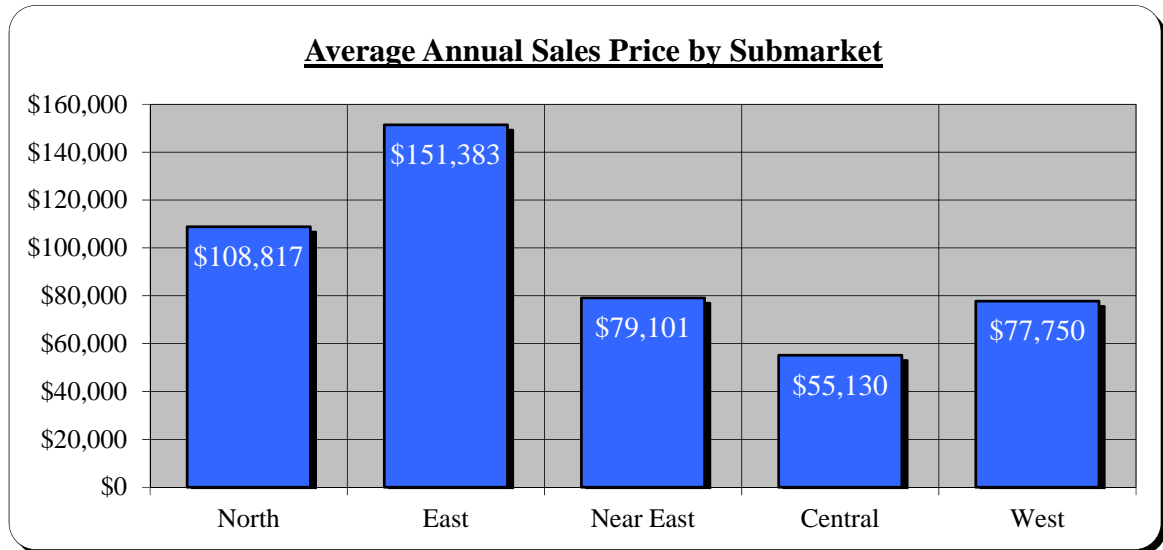 Average Annual Sales Price by Submarket
$160,000
$140,000
$120,000
$100,000
$80,000
$60,000
$40,000
$20,000
$0
$108,817
$151,383
$79,101
$55,130
$77,750
North
East
Near East
Central
West